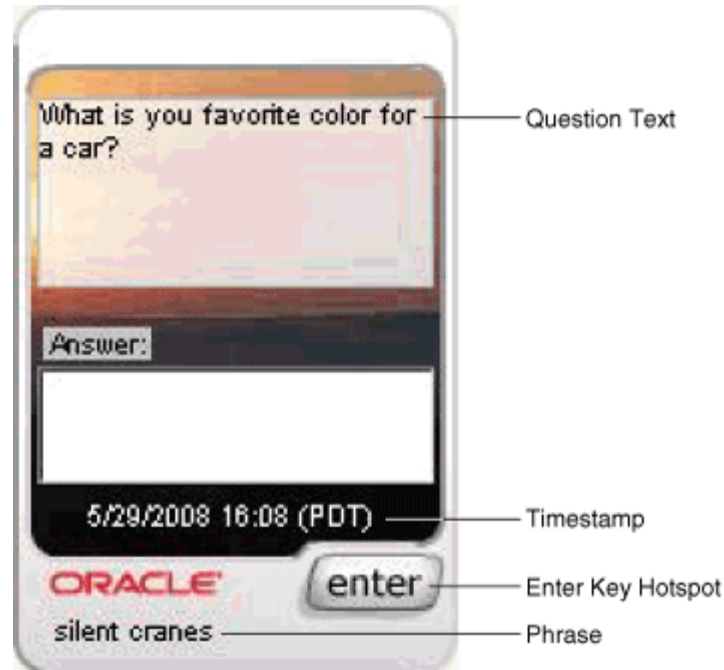 What is you favorite color for
a car?
Question Text
Answer:
5/29/2008 16:08 (PDT)
Timestamp
ORACLE
enter
Enter Key Hotspot
silent cranes
Phrase